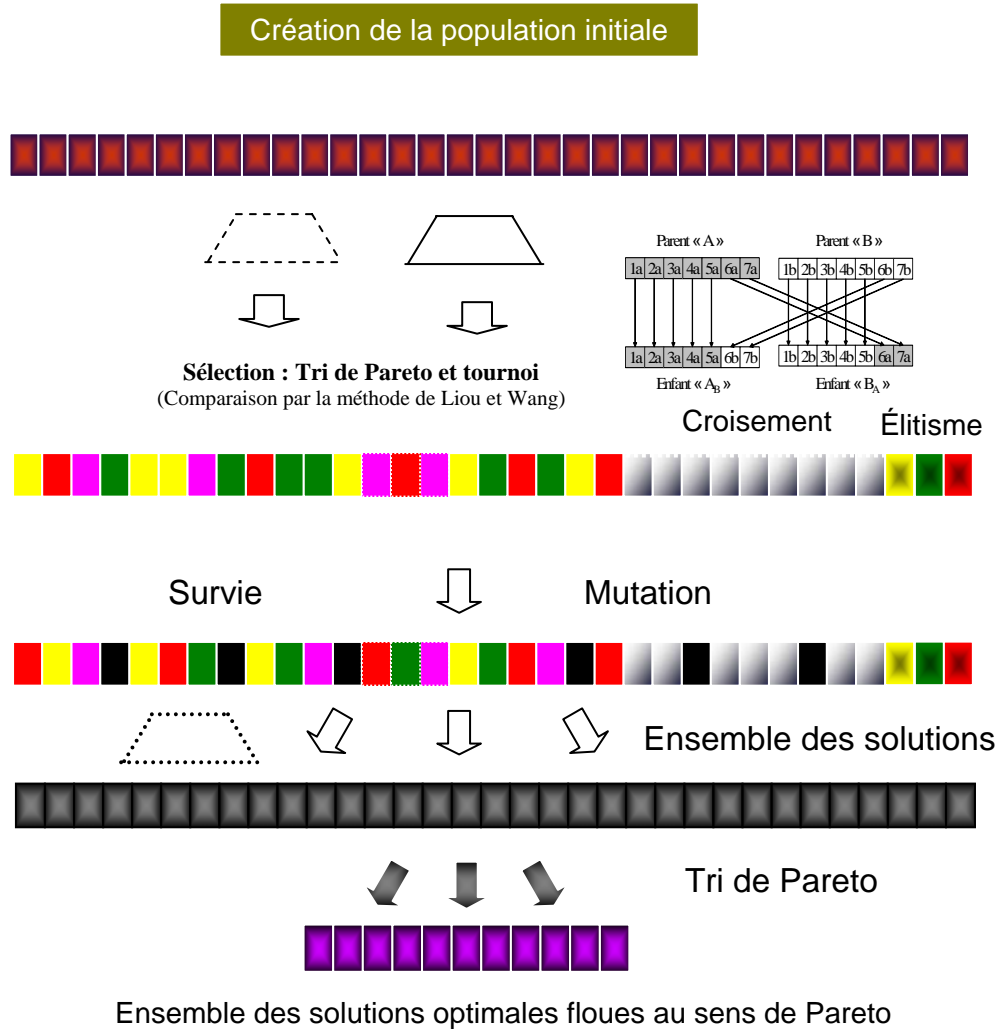 Création de la population initiale
Parent « A »
Parent « B »
1a 2a 3a 4a 5a 6a 7a
1b 2b 3b 4b 5b 6b 7b
1a 2a 3a 4a 5a 6b 7b
1b 2b 3b 4b 5b 6a 7a
Enfant « A_B »
Enfant « B_A »
Sélection : Tri de Pareto et tournoi
(Comparaison par la méthode de Liou et Wang)
Croisement
Élitisme
Survie
Mutation
Ensemble des solutions
Tri de Pareto
Ensemble des solutions optimales floues au sens de Pareto